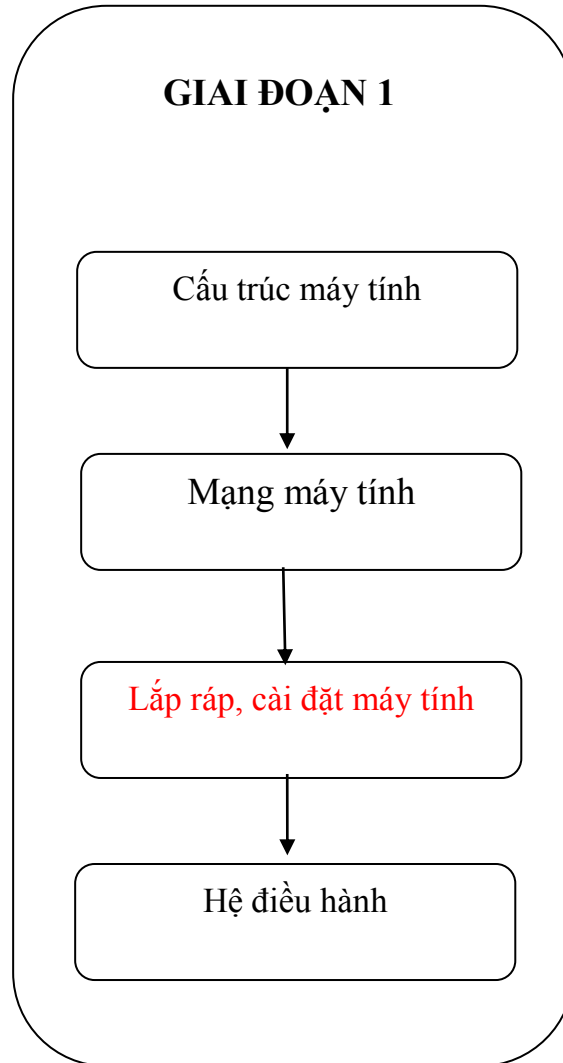 GIAI ĐOẠN 1
Cấu trúc máy tính
Mạng máy tính
Lắp ráp, cài đặt máy tính
Hệ điều hành